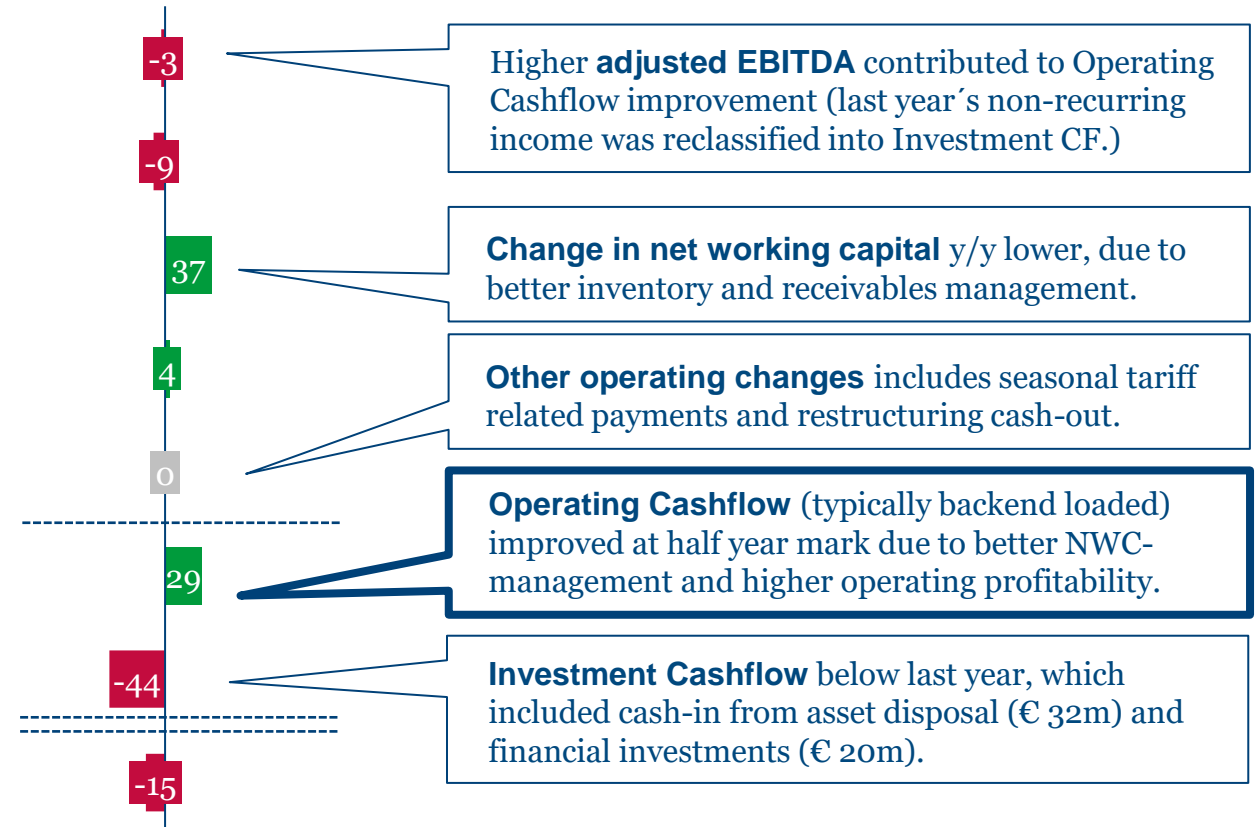 -3
Higher adjusted EBITDA contributed to Operating
Cashflow improvement (last year´s non-recurring
income was reclassified into Investment CF.)
-9
37
Change in net working capital y/y lower, due to
better inventory and receivables management.
4
Other operating changes includes seasonal tariff
related payments and restructuring cash-out.
0
Operating Cashflow (typically backend loaded)
improved at half year mark due to better NWC-
management and higher operating profitability.
29
-44
Investment Cashflow below last year, which
included cash-in from asset disposal (€ 32m) and
financial investments (€ 20m).
-15